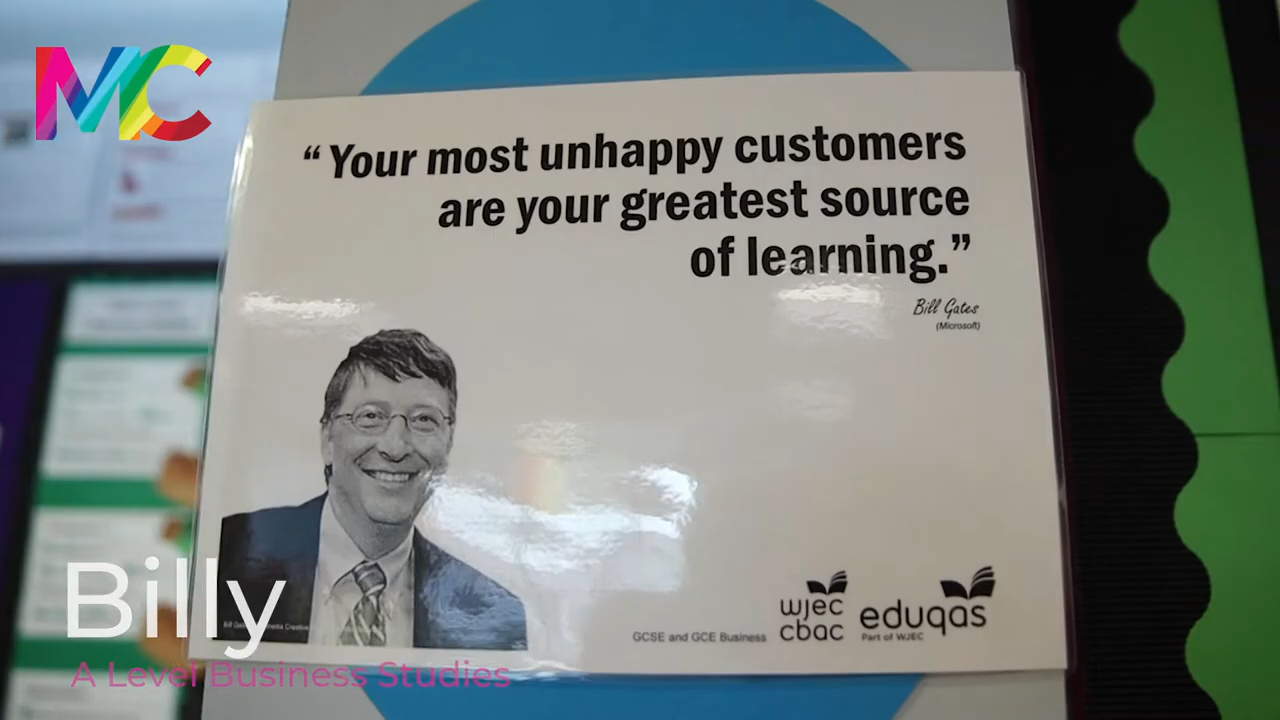 MC
“Your most unhappy customers
are your greatest source
of learning.”
Bill Gates
(Microsoft)
Billy
A Level Business Studies
GCSE and GCE Business
wjec
cbac
eduqas
Part of WJEC